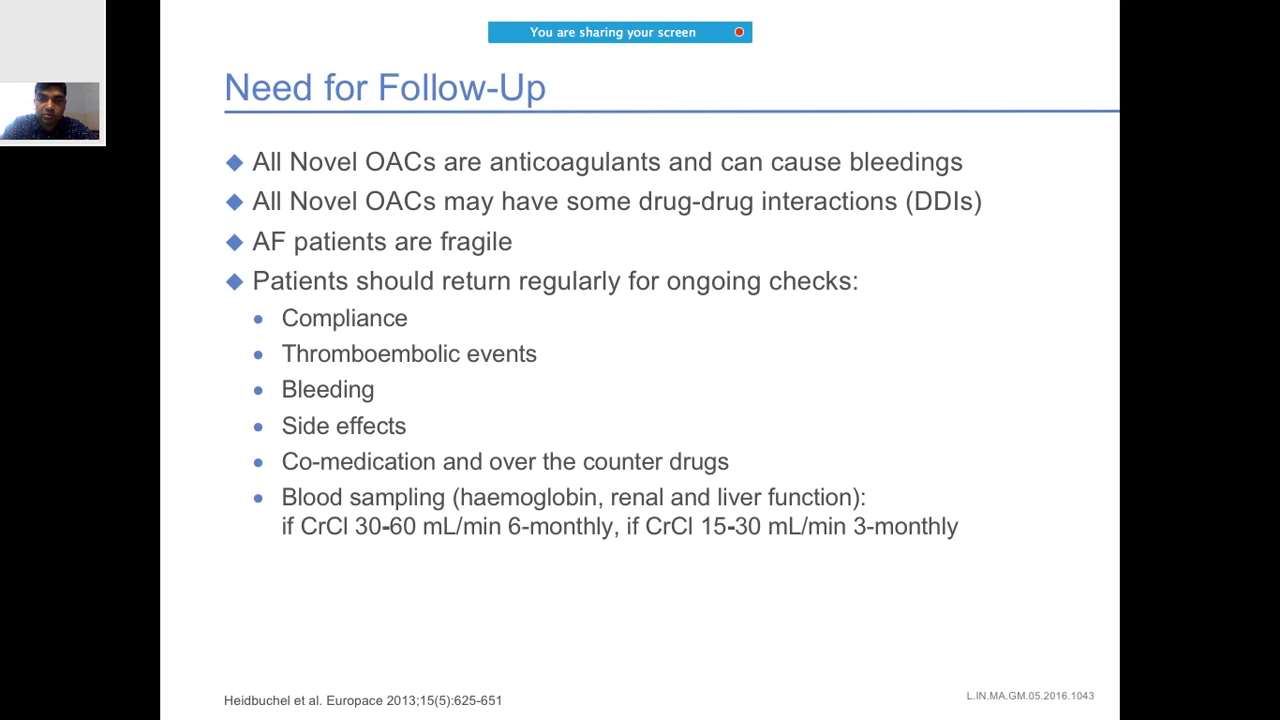 You are sharing your screen
Need for Follow-Up
All Novel OACs are anticoagulants and can cause bleedings
All Novel OACs may have some drug-drug interactions (DDIs)
AF patients are fragile
Patients should return regularly for ongoing checks:
Compliance
Thromboembolic events
Bleeding
Side effects
Co-medication and over the counter drugs
Blood sampling (haemoglobin, renal and liver function):
if CrCl 30-60 mL/min 6-monthly, if CrCl 15-30 mL/min 3-monthly
Heidbuchel et al. Europace 2013;15(5):625-651
L.IN.MA.GM.05.2016.1043